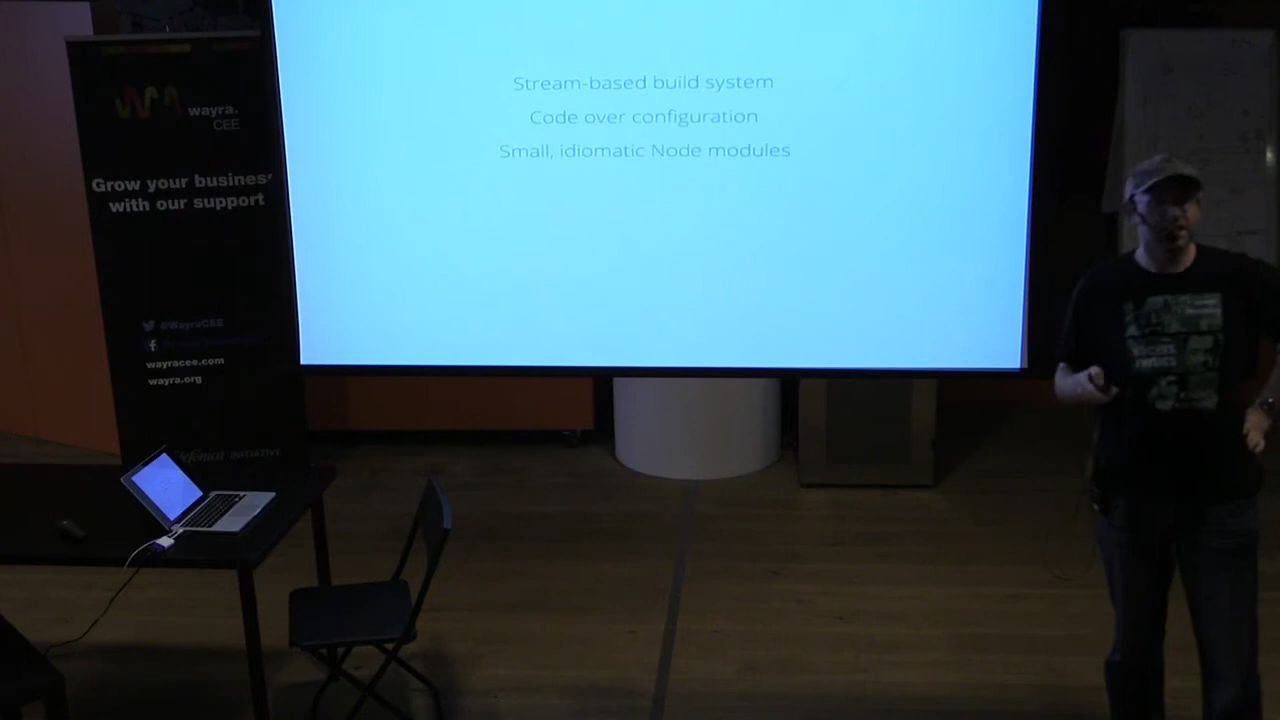 Stream-based build system
Code over configuration
Small, idiomatic Node modules
wayra.
CEE
Grow your business
with our support
@WayraCEE
wayracee.com
wayra.org